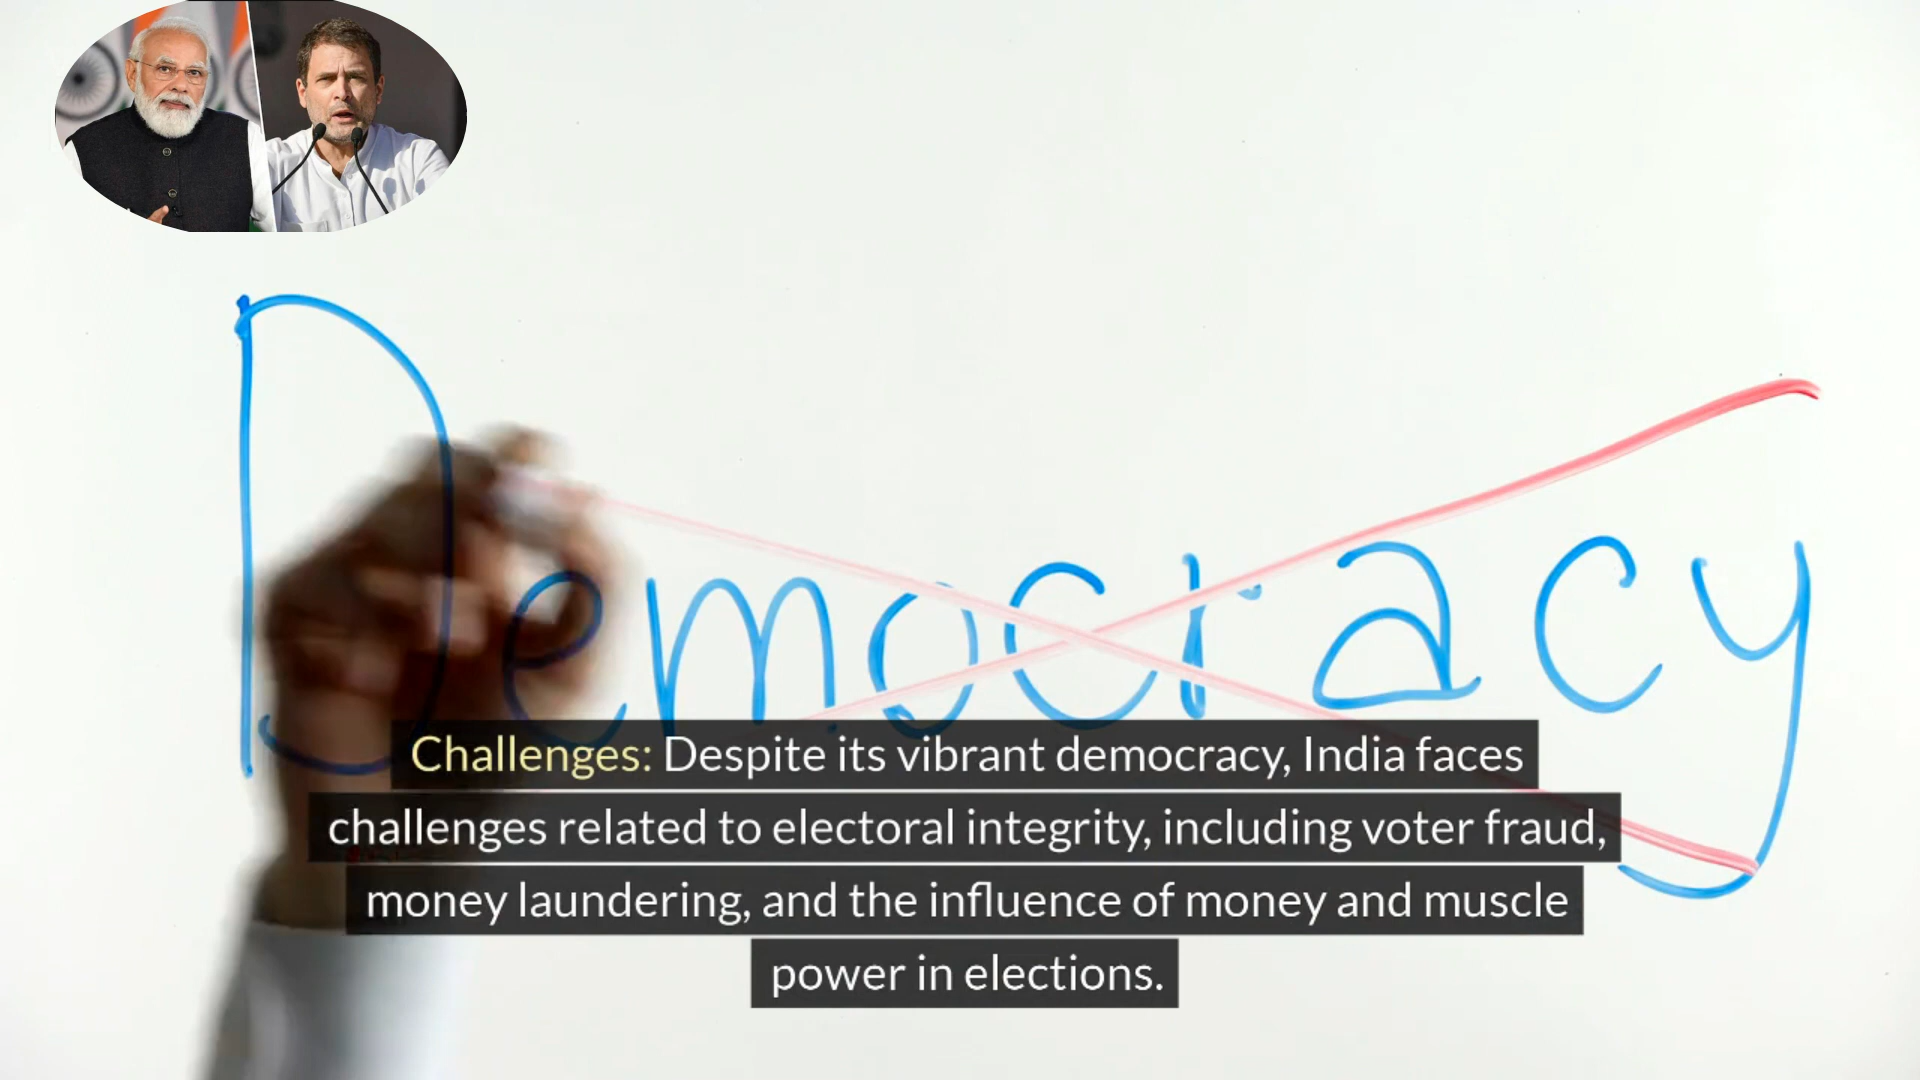 Democracy
Challenges: Despite its vibrant democracy, India faces
challenges related to electoral integrity, including voter fraud,
money laundering, and the influence of money and muscle
power in elections.